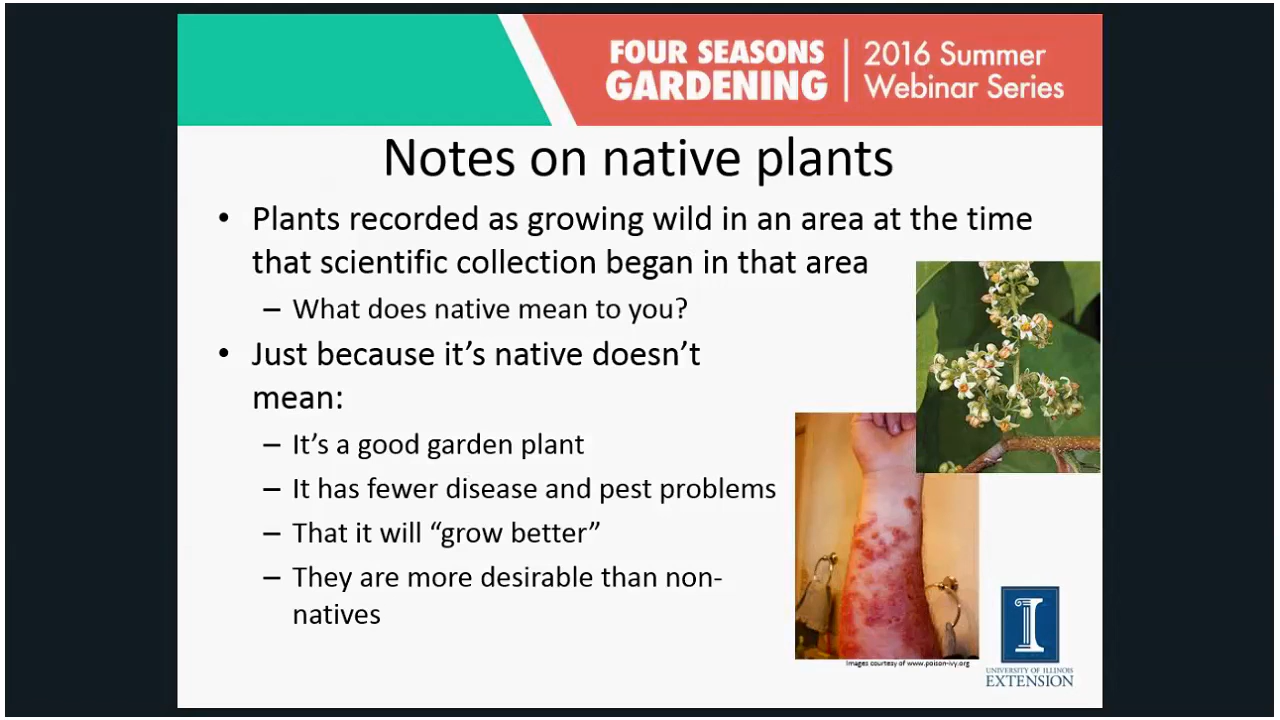 FOUR SEASONS
GARDENING
2016 Summer
Webinar Series
Notes on native plants
• Plants recorded as growing wild in an area at the time
that scientific collection began in that area
– What does native mean to you?
• Just because it’s native doesn’t
mean:
– It’s a good garden plant
– It has fewer disease and pest problems
– That it will “grow better”
– They are more desirable than non-
natives
Images courtesy of www.poison-ivy.org
I
UNIVERSITY OF ILLINOIS
EXTENSION